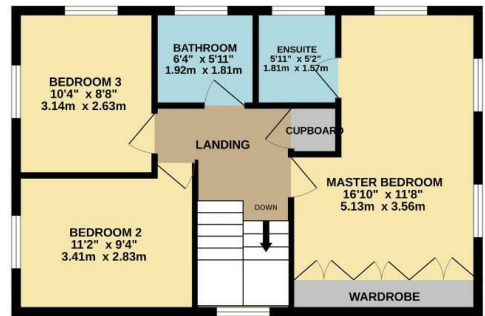 BEDROOM 3
10'4" x 8'8"
3.14m x 2.63m
BATHROOM
6'4" x 5'11"
1.92m x 1.81m
ENSUITE
5'11" x 5'2"
1.81m x 1.57m
CUPBOARD
LANDING
MASTER BEDROOM
16'10" x 11'8"
5.13m x 3.56m
DOWN
BEDROOM 2
11'2" x 9'4"
3.41m x 2.83m
WARDROBE